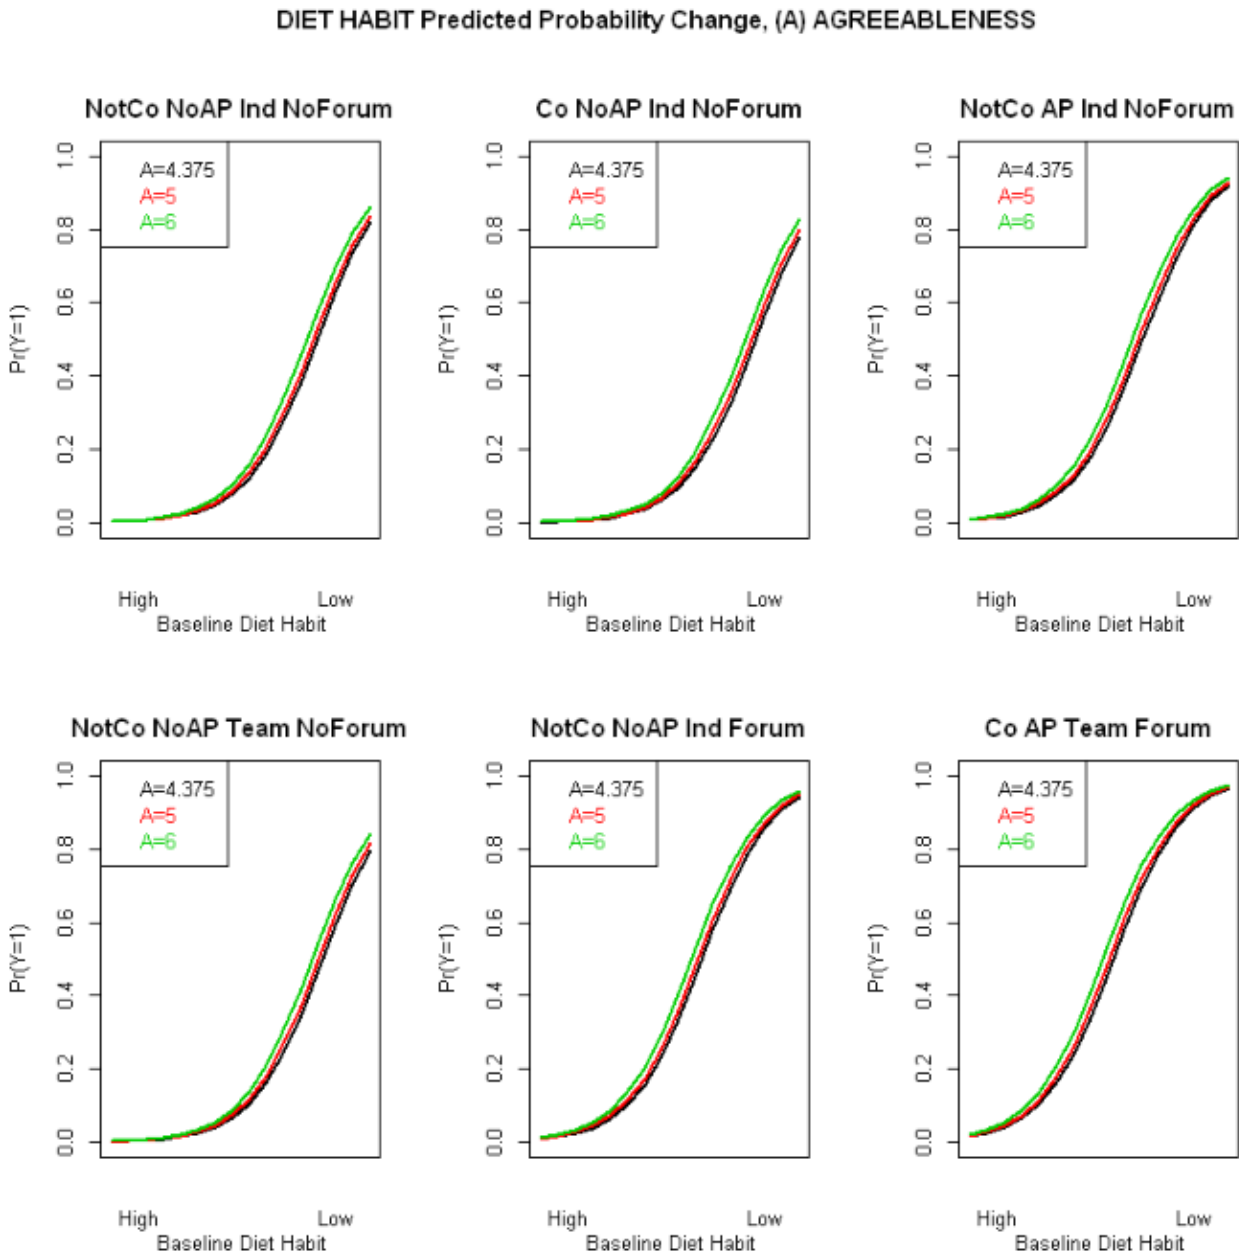 DIET HABIT Predicted Probability Change, (A) AGREEABLENESS
NotCo NoAP Ind NoForum
A=4.375
A=5
A=6
1.0
0.8
0.6
0.4
0.2
0.0
Pr(Y=1)
High Low
Baseline Diet Habit
Co NoAP Ind NoForum
A=4.375
A=5
A=6
1.0
0.8
0.6
0.4
0.2
0.0
Pr(Y=1)
High Low
Baseline Diet Habit
NotCo AP Ind NoForum
A=4.375
A=5
A=6
1.0
0.8
0.6
0.4
0.2
0.0
Pr(Y=1)
High Low
Baseline Diet Habit
NotCo NoAP Team NoForum
A=4.375
A=5
A=6
1.0
0.8
0.6
0.4
0.2
0.0
Pr(Y=1)
High Low
Baseline Diet Habit
NotCo NoAP Ind Forum
A=4.375
A=5
A=6
1.0
0.8
0.6
0.4
0.2
0.0
Pr(Y=1)
High Low
Baseline Diet Habit
Co AP Team Forum
A=4.375
A=5
A=6
1.0
0.8
0.6
0.4
0.2
0.0
Pr(Y=1)
High Low
Baseline Diet Habit